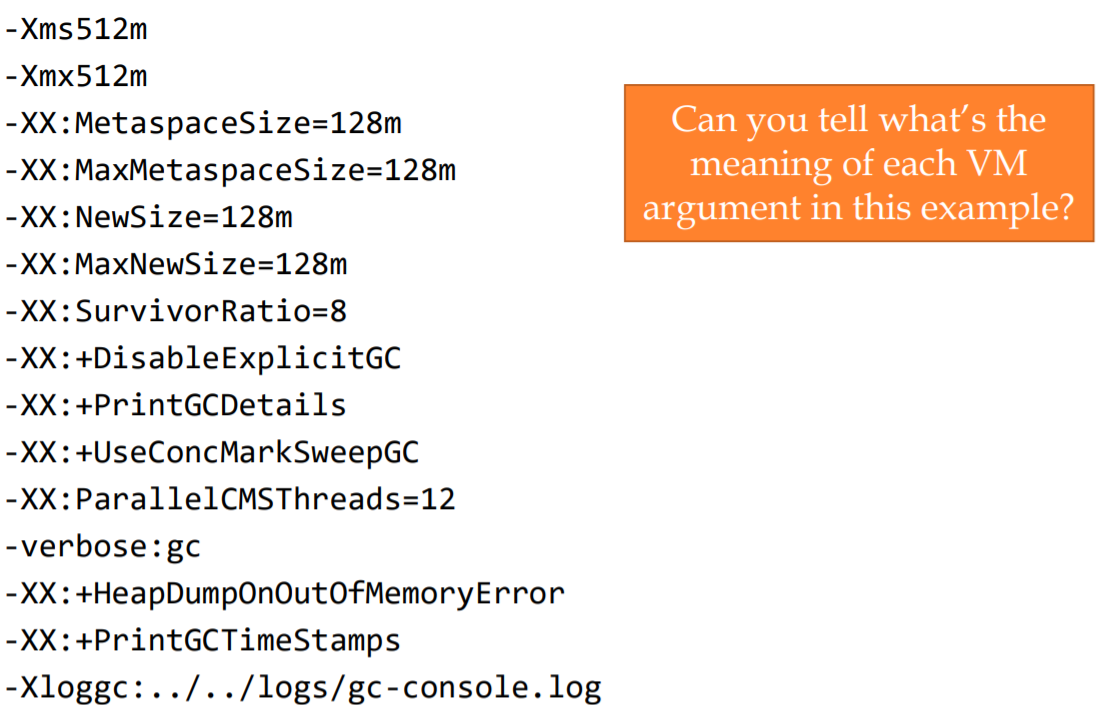 -Xms512m
-Xmx512m
-XX:MetaspaceSize=128m
-XX:MaxMetaspaceSize=128m
-XX:NewSize=128m
-XX:MaxNewSize=128m
-XX:SurvivorRatio=8
-XX:+DisableExplicitGC
-XX:+PrintGCDetails
-XX:+UseConcMarkSweepGC
-XX:ParallelCMSThreads=12
-verbose:gc
-XX:+HeapDumpOnOutOfMemoryError
-XX:+PrintGCTimeStamps
-Xloggc:../../logs/gc-console.log
Can you tell what’s the
meaning of each VM
argument in this example?